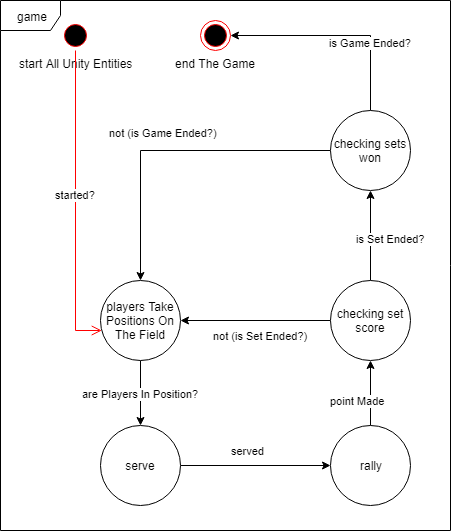 game
start All Unity Entities
end The Game
is Game Ended?
not (is Game Ended?)
checking sets
won
started?
is Set Ended?
players Take
Positions On
The Field
checking set
score
not (is Set Ended?)
are Players In Position?
point Made
served
serve
rally